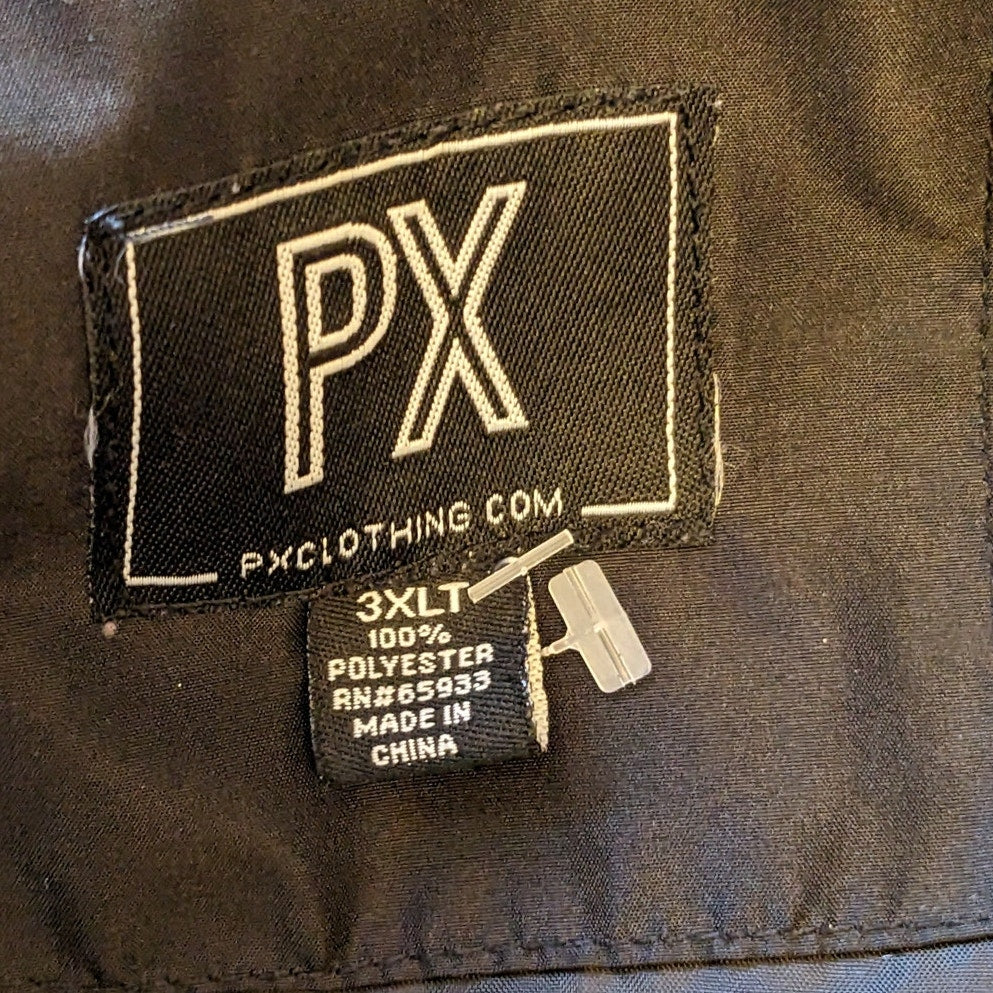 PX
PXCLOTHING COM
3XLT
100%
POLYESTER
RN#65933
MADE IN
CHINA